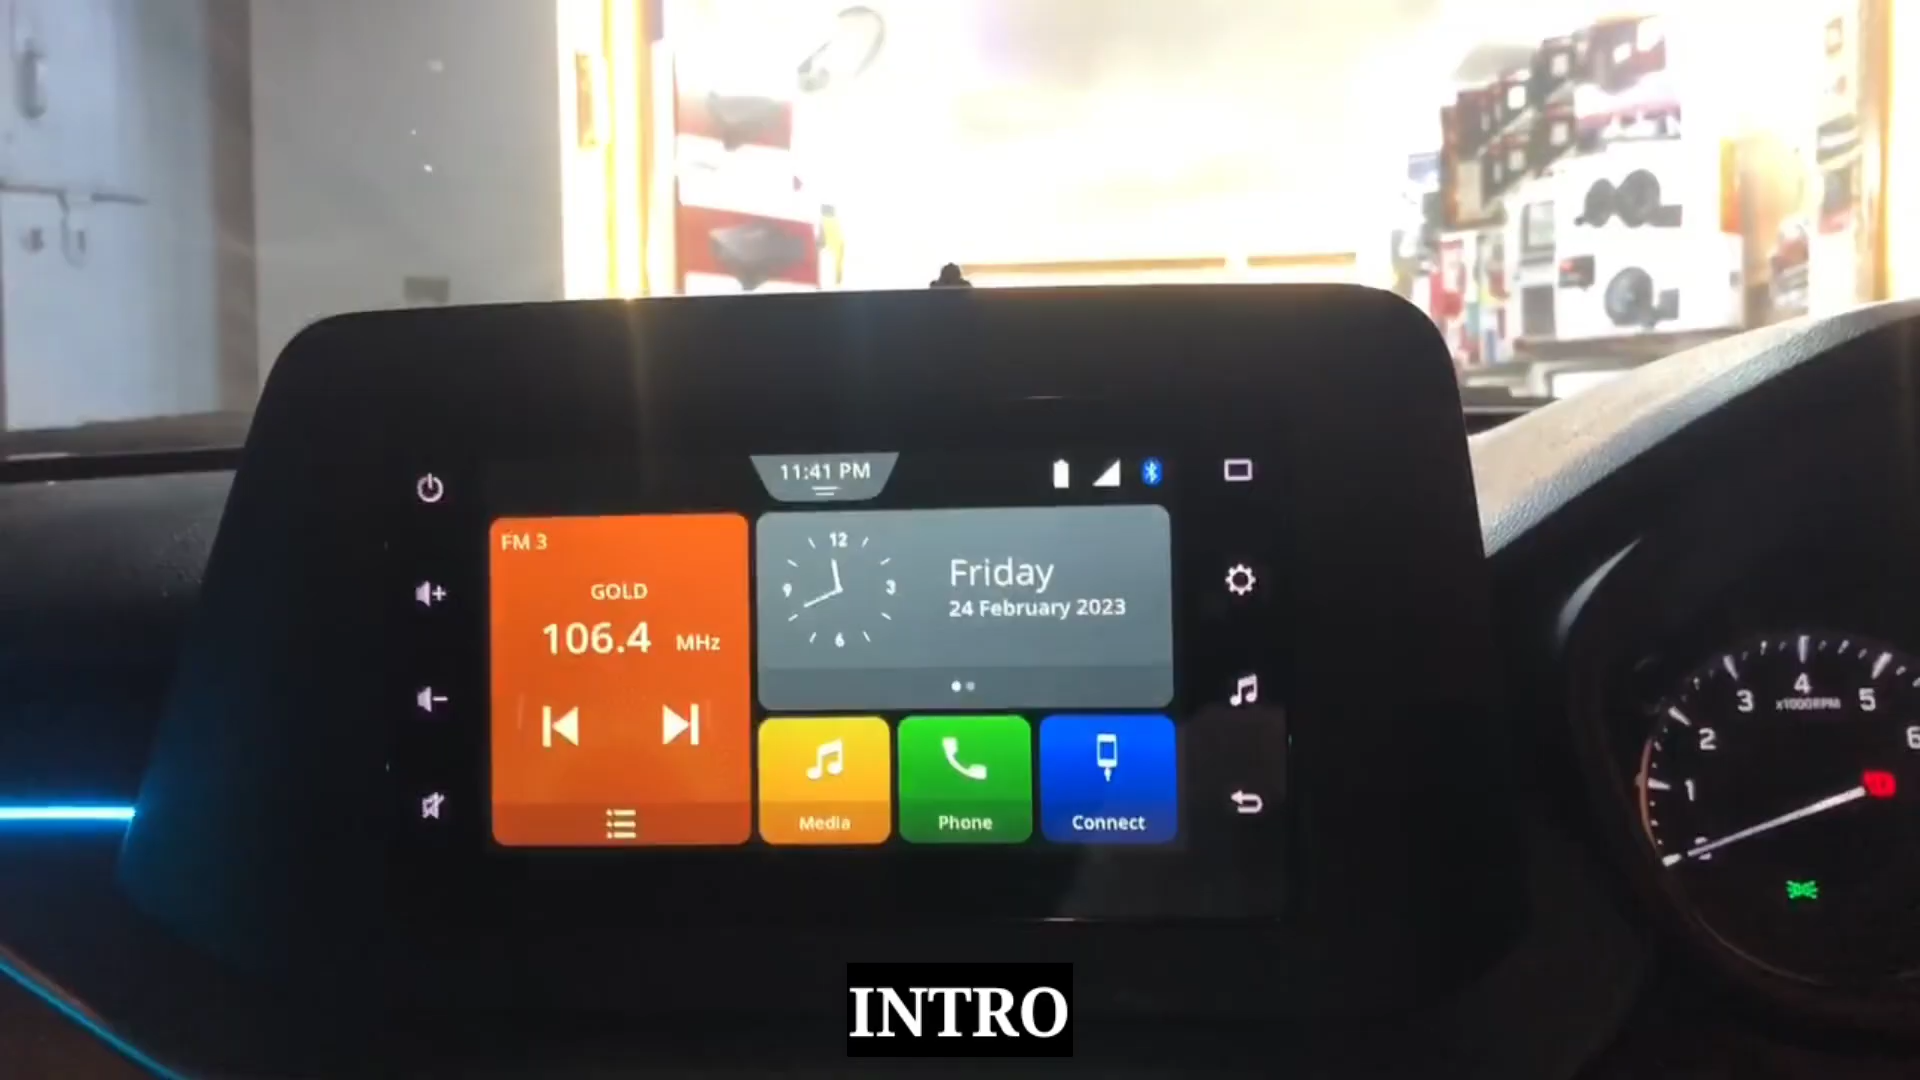 11:41 PM
FM 3
GOLD
106.4 MHz
12
9
3
6
Friday
24 February 2023
Media
Phone
Connect
1
2
3
4
5
6
x1000RPM
INTRO